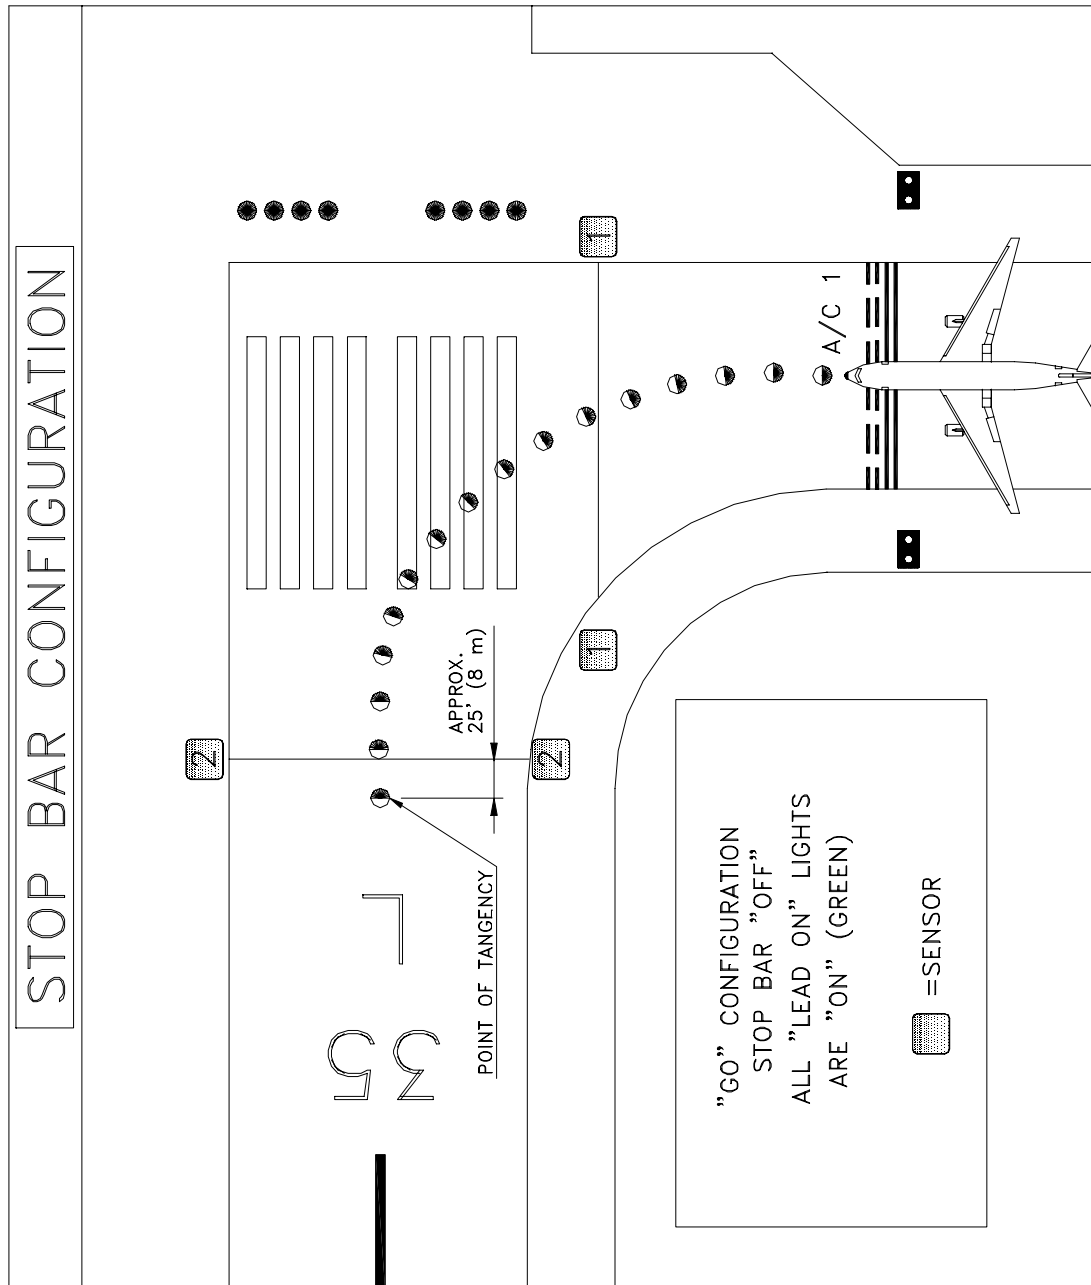 STOP BAR CONFIGURATION
1
A/C 1
APPROX.
25' (8 m)
2
2
1
POINT OF TANGENCY
L
35
”GO” CONFIGURATION
STOP BAR ”OFF”
ALL ”LEAD ON” LIGHTS
ARE ”ON” (GREEN)
=SENSOR